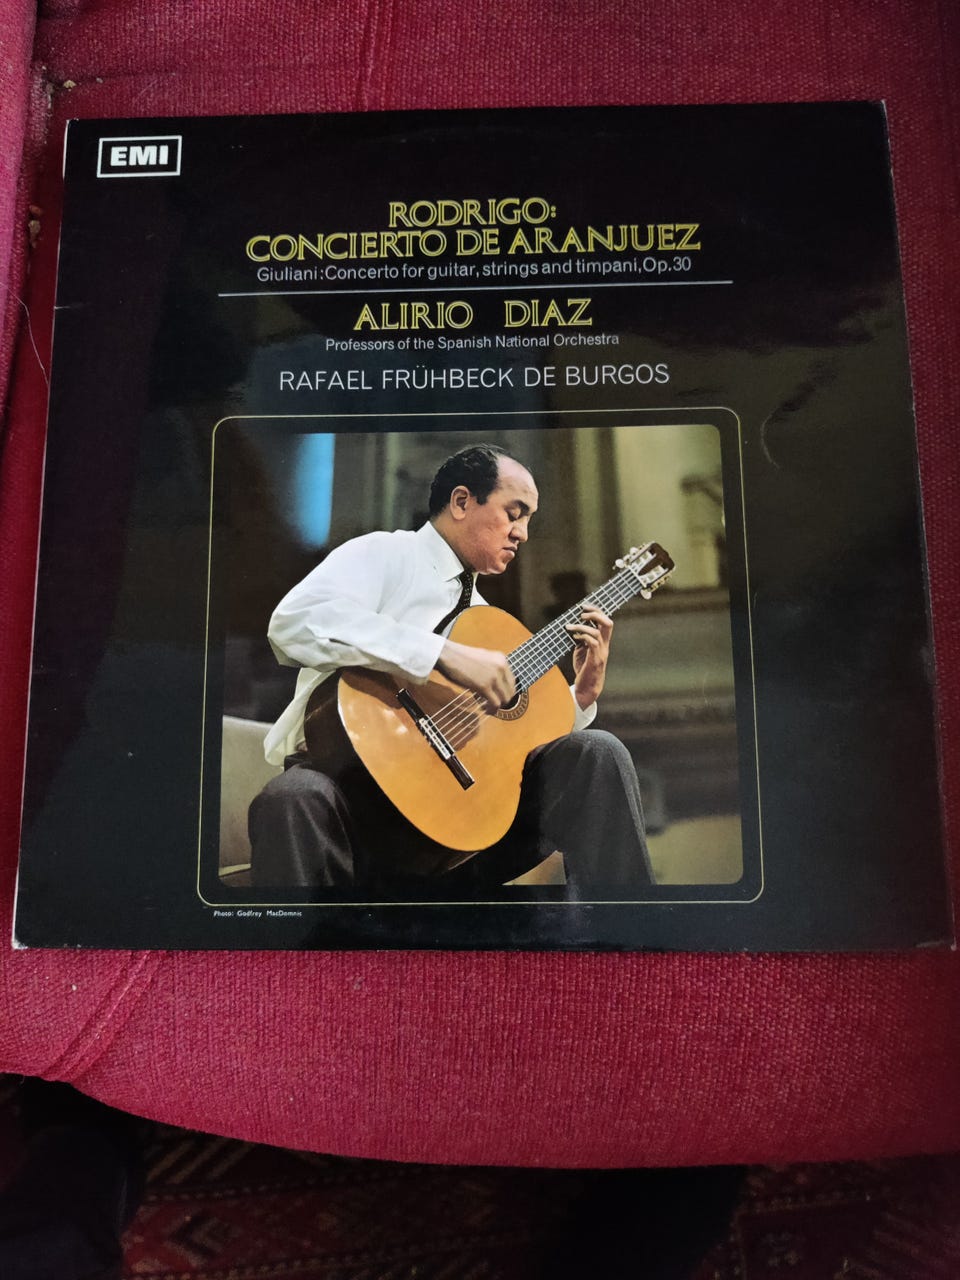 EMI
RODRIGO:
CONCIERTO DE ARANJUEZ
Giuliani:Concerto for guitar, strings and timpani, Op.30
ALIRIO DIAZ
Professors of the Spanish National Orchestra
RAFAEL FRÜHBECK DE BURGOS
Photo: Godfrey MacDomnic